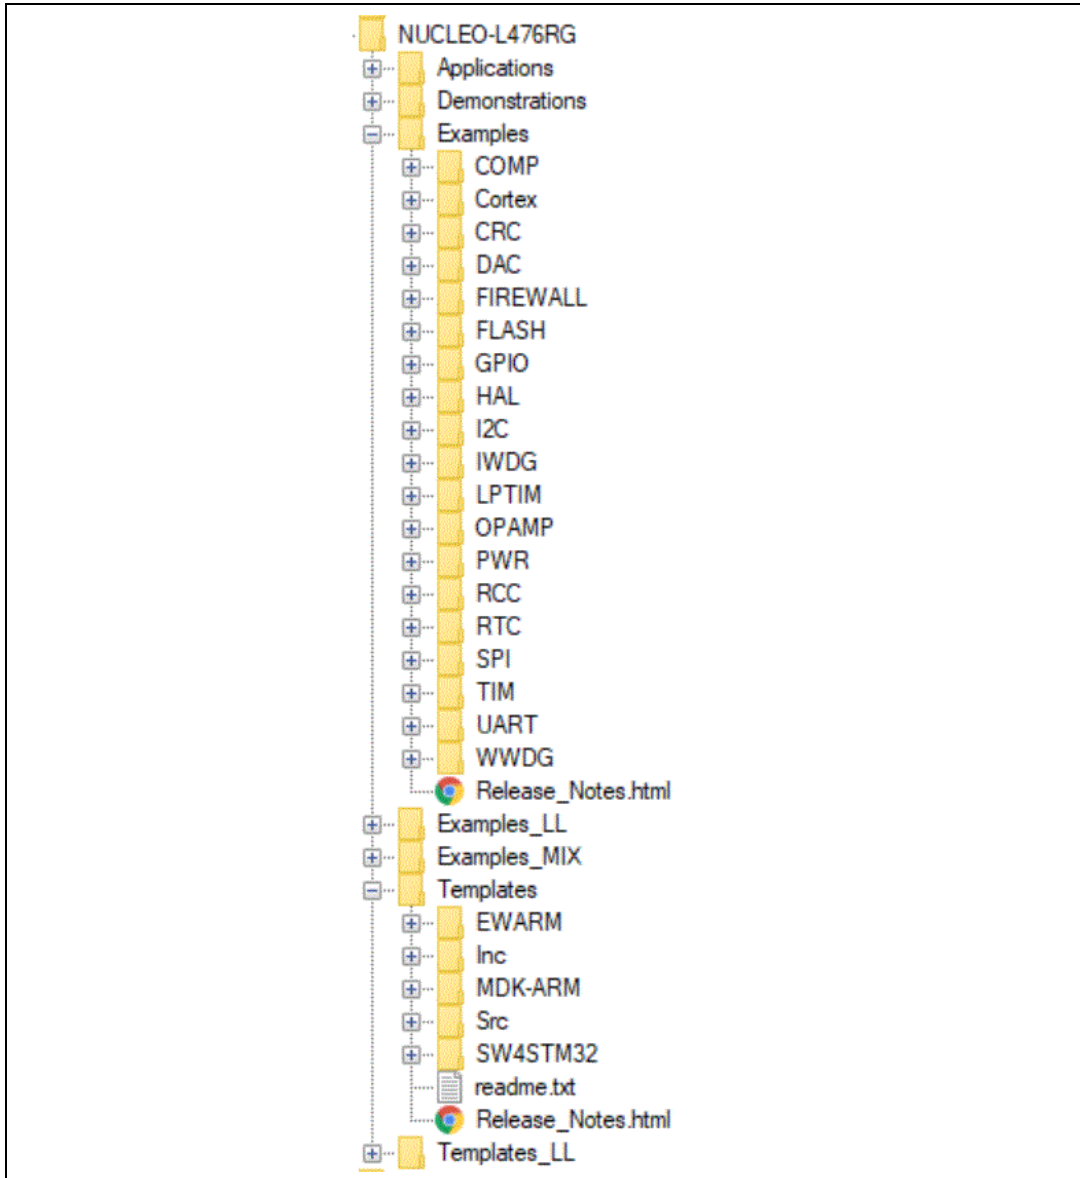 NUCLEO-L476RG
Applications
Demonstrations
Examples
COMP
Cortex
CRC
DAC
FIREWALL
FLASH
GPIO
HAL
I2C
IWDG
LPTIM
OPAMP
PWR
RCC
RTC
SPI
TIM
UART
WWDG
Release_Notes.html
Examples_LL
Examples_MIX
Templates
EWARM
Inc
MDK-ARM
Src
SW4STM32
readme.txt
Release_Notes.html
Templates_LL